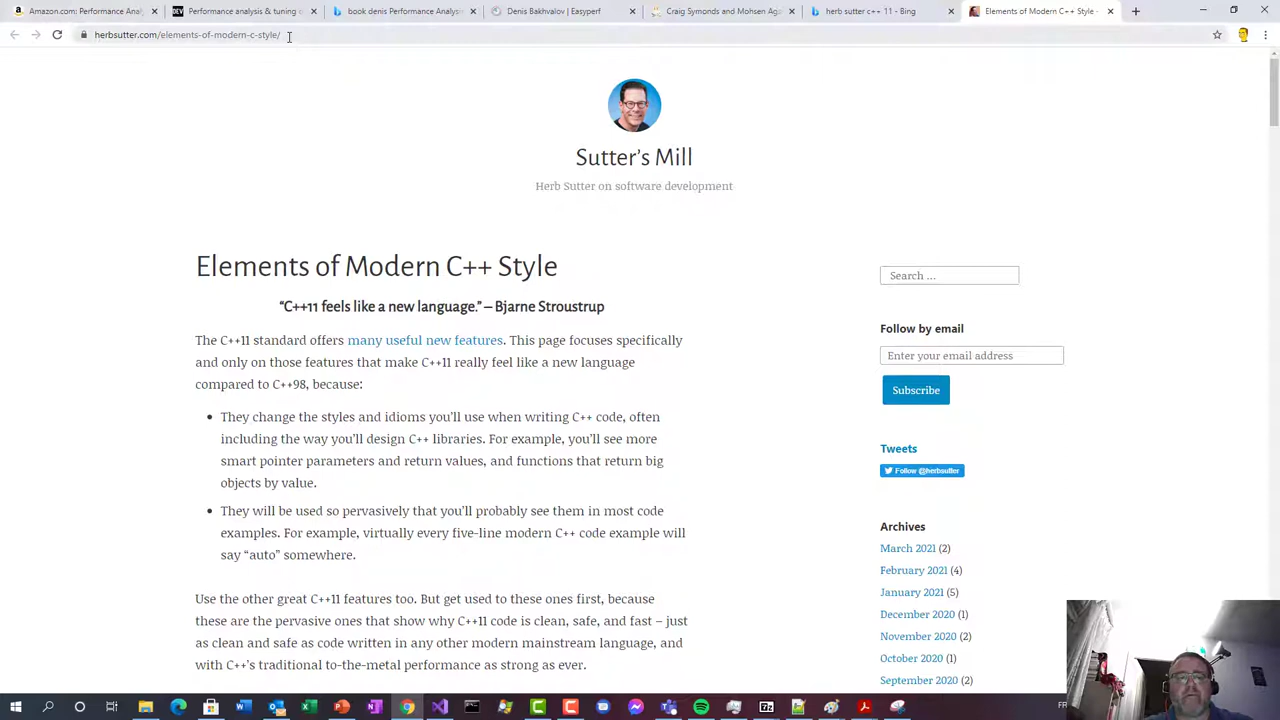 Amazon.com: Performance Analy
DEV Performance analysis & tuning o
book denis Performance Analysis
Denis Bakhvalov | Easyperf
Craig Symonds and Mohsen Aga
herb sutter c++ 11 - Bing
Elements of Modern C++ Style –
herbsutter.com/elements-of-modern-c-style/
Sutter’s Mill
Herb Sutter on software development
Elements of Modern C++ Style
“C++11 feels like a new language.” – Bjarne Stroustrup
The C++11 standard offers many useful new features. This page focuses specifically
and only on those features that make C++11 really feel like a new language
compared to C++98, because:
They change the styles and idioms you’ll use when writing C++ code, often
including the way you’ll design C++ libraries. For example, you’ll see more
smart pointer parameters and return values, and functions that return big
objects by value.
They will be used so pervasively that you’ll probably see them in most code
examples. For example, virtually every five-line modern C++ code example will
say “auto” somewhere.
Use the other great C++11 features too. But get used to these ones first, because
these are the pervasive ones that show why C++11 code is clean, safe, and fast – just
as clean and safe as code written in any other modern mainstream language, and
with C++’s traditional to-the-metal performance as strong as ever.
Search …
Follow by email
Enter your email address
Subscribe
Tweets
Follow @herbsutter
Archives
March 2021 (2)
February 2021 (4)
January 2021 (5)
December 2020 (1)
November 2020 (2)
October 2020 (1)
September 2020 (2)
FR